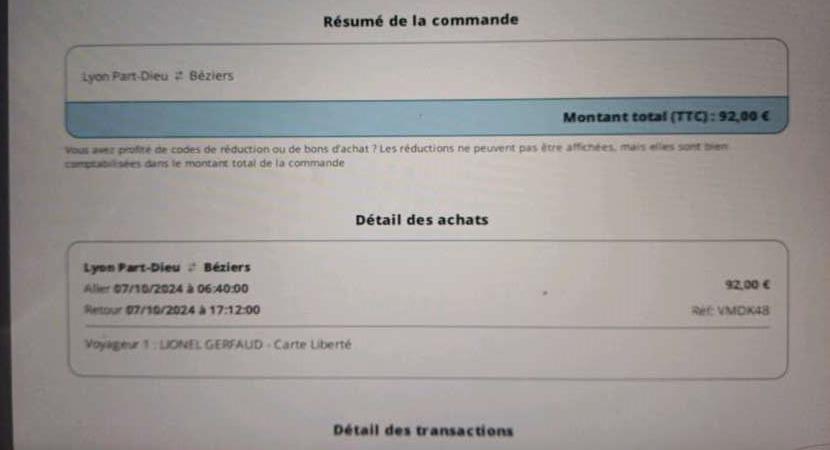 Résumé de la commande
Lyon Part-Dieu ⇄ Béziers
Montant total (TTC) : 92,00 €
Vous avez profité de codes de réduction ou de bons d'achat ? Les réductions ne peuvent pas être affichées, mais elles sont bien
comptabilisées dans le montant total de la commande
Détail des achats
Lyon Part-Dieu ⇄ Béziers
Aller 07/10/2024 à 06:40:00
92,00 €
Retour 07/10/2024 à 17:12:00
Réf: VMDK48
Voyageur 1 : LIONEL GERFAUD - Carte Liberté
Détail des transactions